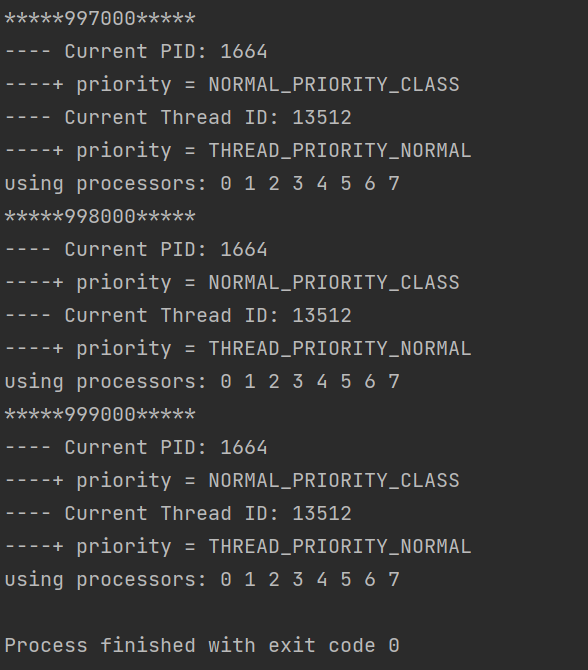 *****997000*****
---- Current PID: 1664
----+ priority = NORMAL_PRIORITY_CLASS
---- Current Thread ID: 13512
----+ priority = THREAD_PRIORITY_NORMAL
using processors: 0 1 2 3 4 5 6 7
*****998000*****
---- Current PID: 1664
----+ priority = NORMAL_PRIORITY_CLASS
---- Current Thread ID: 13512
----+ priority = THREAD_PRIORITY_NORMAL
using processors: 0 1 2 3 4 5 6 7
*****999000*****
---- Current PID: 1664
----+ priority = NORMAL_PRIORITY_CLASS
---- Current Thread ID: 13512
----+ priority = THREAD_PRIORITY_NORMAL
using processors: 0 1 2 3 4 5 6 7
Process finished with exit code 0